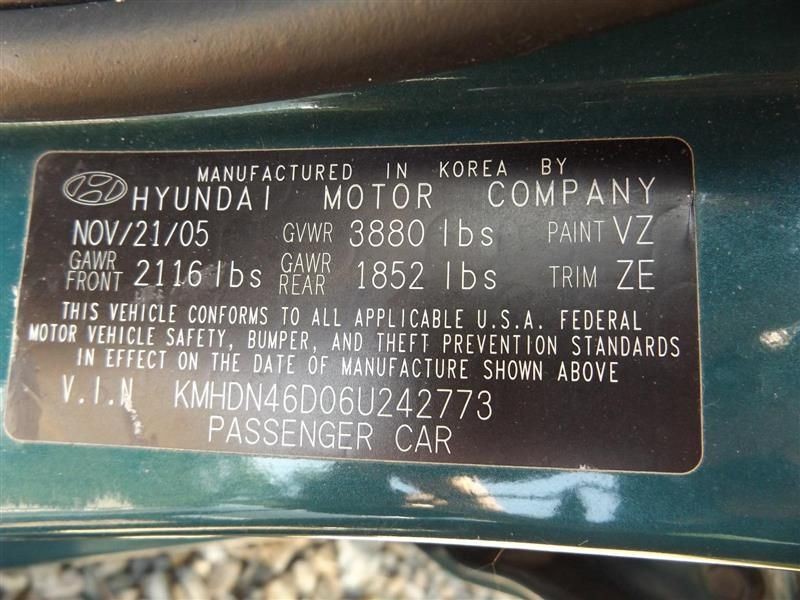 MANUFACTURED IN KOREA BY
HYUNDAI MOTOR COMPANY
NOV/21/05 GVWR 3880 lbs PAINT VZ
GAWR FRONT 2116 lbs GAWR REAR 1852 lbs TRIM ZE
THIS VEHICLE CONFORMS TO ALL APPLICABLE U.S.A. FEDERAL
MOTOR VEHICLE SAFETY, BUMPER, AND THEFT PREVENTION STANDARDS
IN EFFECT ON THE DATE OF MANUFACTURE SHOWN ABOVE
V.I.N KMHDN46D06U242773
PASSENGER CAR